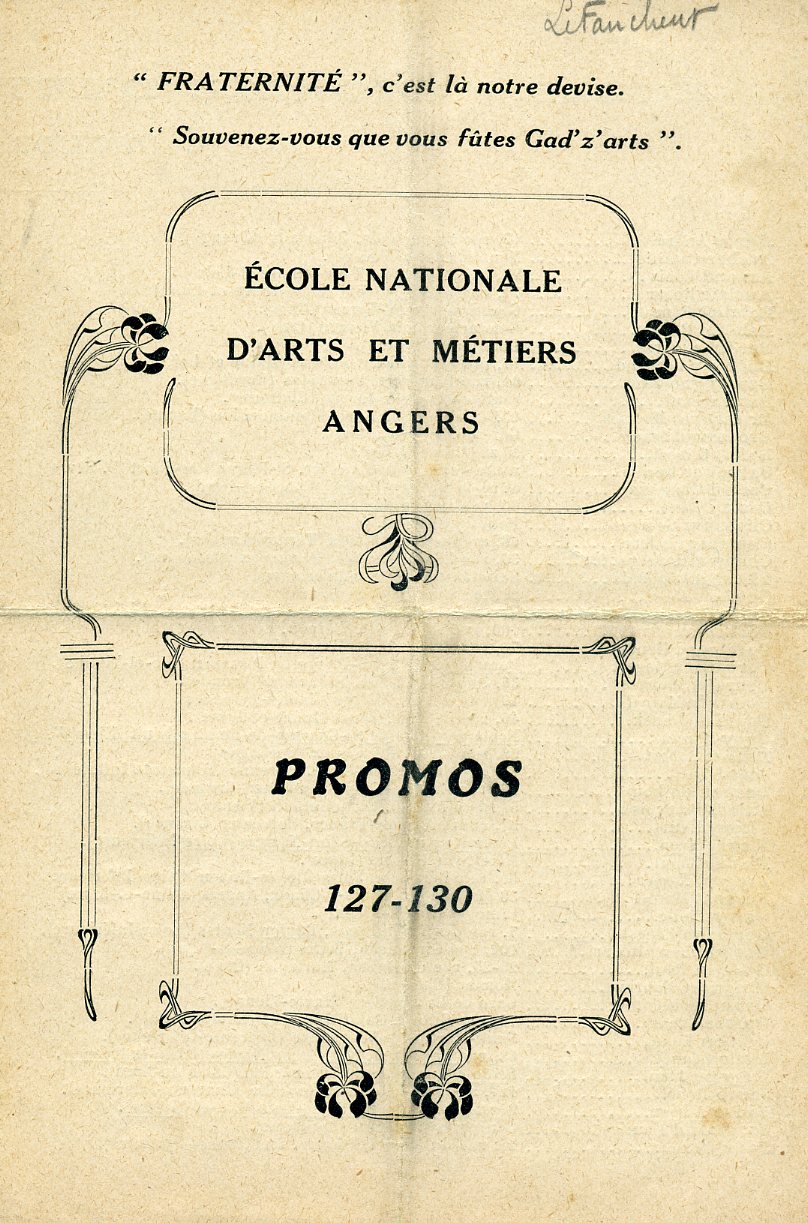 “ FRATERNITÉ ”, c’est là notre devise.
“ Souvenez-vous que vous fûtes Gad’z’arts ”.
ÉCOLE NATIONALE
D’ARTS ET MÉTIERS
ANGERS
PROMOS
127-130